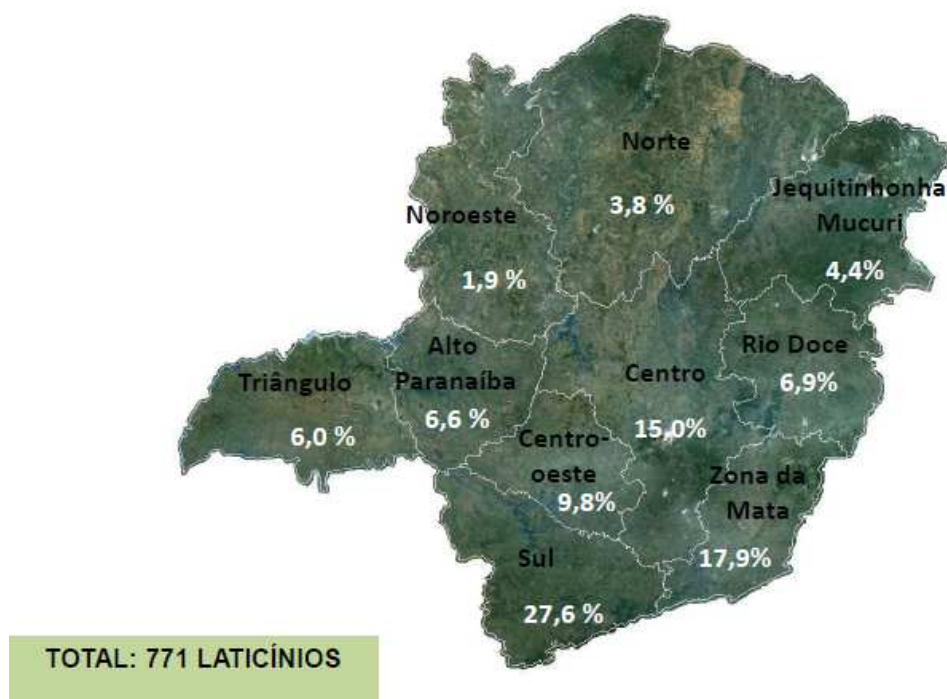 Norte
3,8 %
Jequitinhonha
Mucuri
4,4%
Noroeste
1,9 %
Triângulo
6,0 %
Alto
Paranaíba
6,6 %
Centro
15,0%
Rio Doce
6,9%
Centro-
oeste
9,8%
Zona da
Mata
17,9%
Sul
27,6 %
TOTAL: 771 LATICÍNIOS